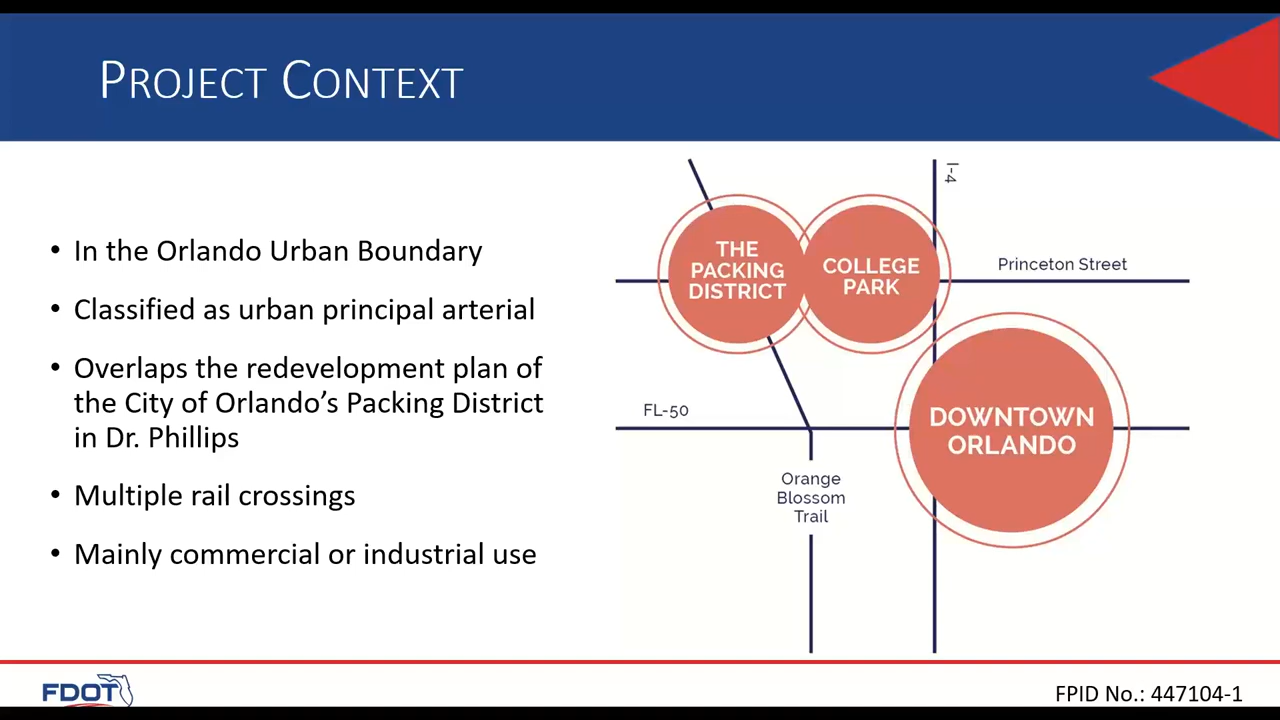 PROJECT CONTEXT
• In the Orlando Urban Boundary
• Classified as urban principal arterial
• Overlaps the redevelopment plan of
the City of Orlando’s Packing District
in Dr. Phillips
• Multiple rail crossings
• Mainly commercial or industrial use
I-4
THE
PACKING
DISTRICT
COLLEGE
PARK
Princeton Street
FL-50
DOWNTOWN
ORLANDO
Orange
Blossom
Trail
FDOT
FPID No.: 447104-1